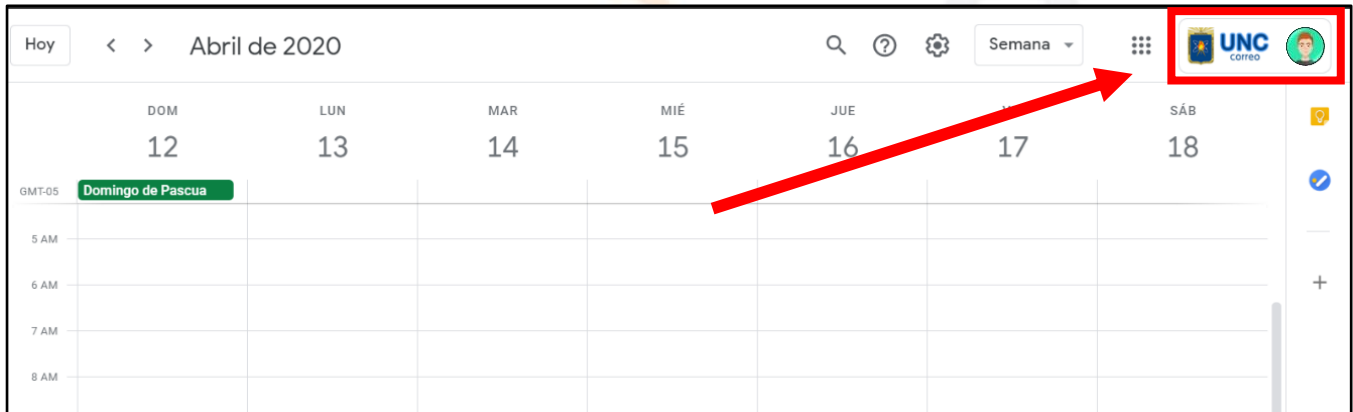 Hoy < > Abril de 2020 Semana UNC
correo
DOM LUN MAR MIÉ JUE SÁB
12 13 14 15 16 17 18
GMT-05 Domingo de Pascua
5 AM
6 AM
7 AM
8 AM